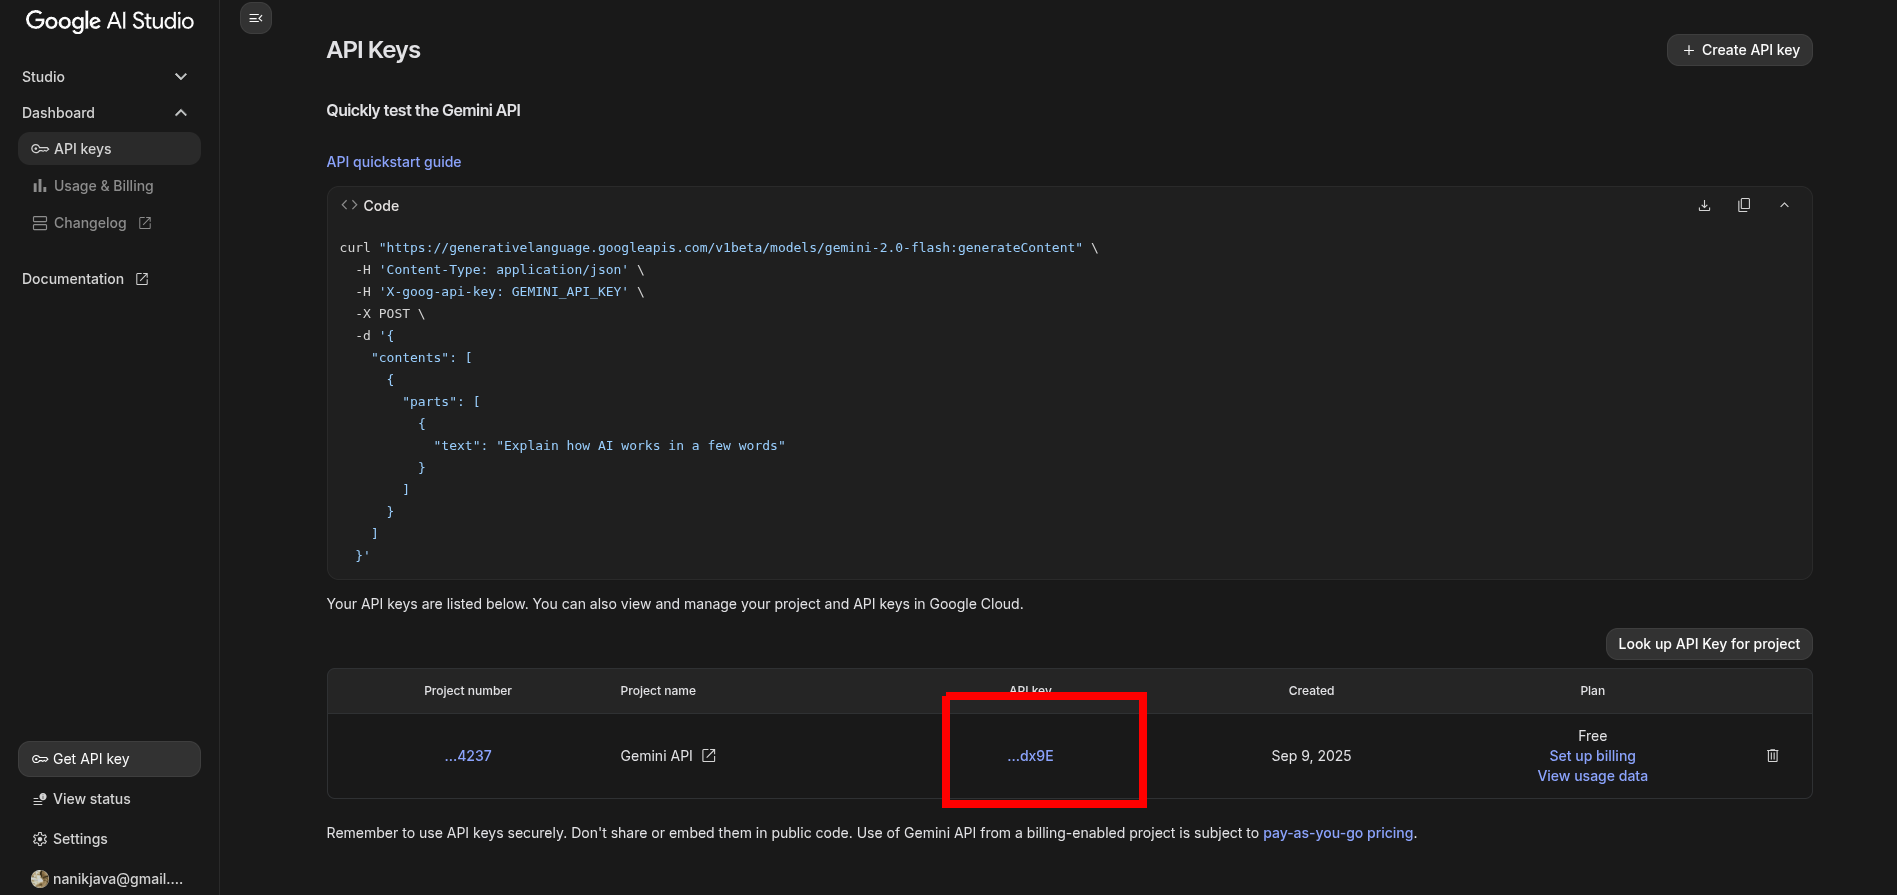 Google AI Studio
Studio
Dashboard
API keys
Usage & Billing
Changelog
Documentation
Get API key
View status
Settings
nanikjava@gmail....
API Keys
Create API key
Quickly test the Gemini API
API quickstart guide
<> Code
curl "https://generativelanguage.googleapis.com/v1beta/models/gemini-2.0-flash:generateContent" \
  -H 'Content-Type: application/json' \
  -H 'X-goog-api-key: GEMINI_API_KEY' \
  -X POST \
  -d '{
    "contents": [
      {
        "parts": [
          {
            "text": "Explain how AI works in a few words"
          }
        ]
      }
    ]
  }'
Your API keys are listed below. You can also view and manage your project and API keys in Google Cloud.
Look up API Key for project
Project number Project name API key Created Plan
...4237 Gemini API ...dx9E Sep 9, 2025 Free
Set up billing
View usage data
Remember to use API keys securely. Don't share or embed them in public code. Use of Gemini API from a billing-enabled project is subject to pay-as-you-go pricing.